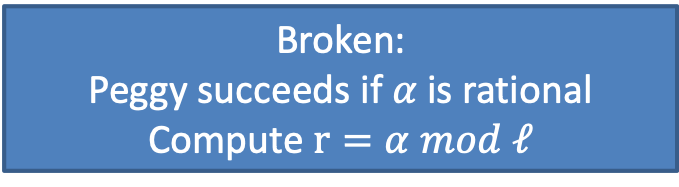 Broken:
Peggy succeeds if α is rational
Compute r = α mod ℓ